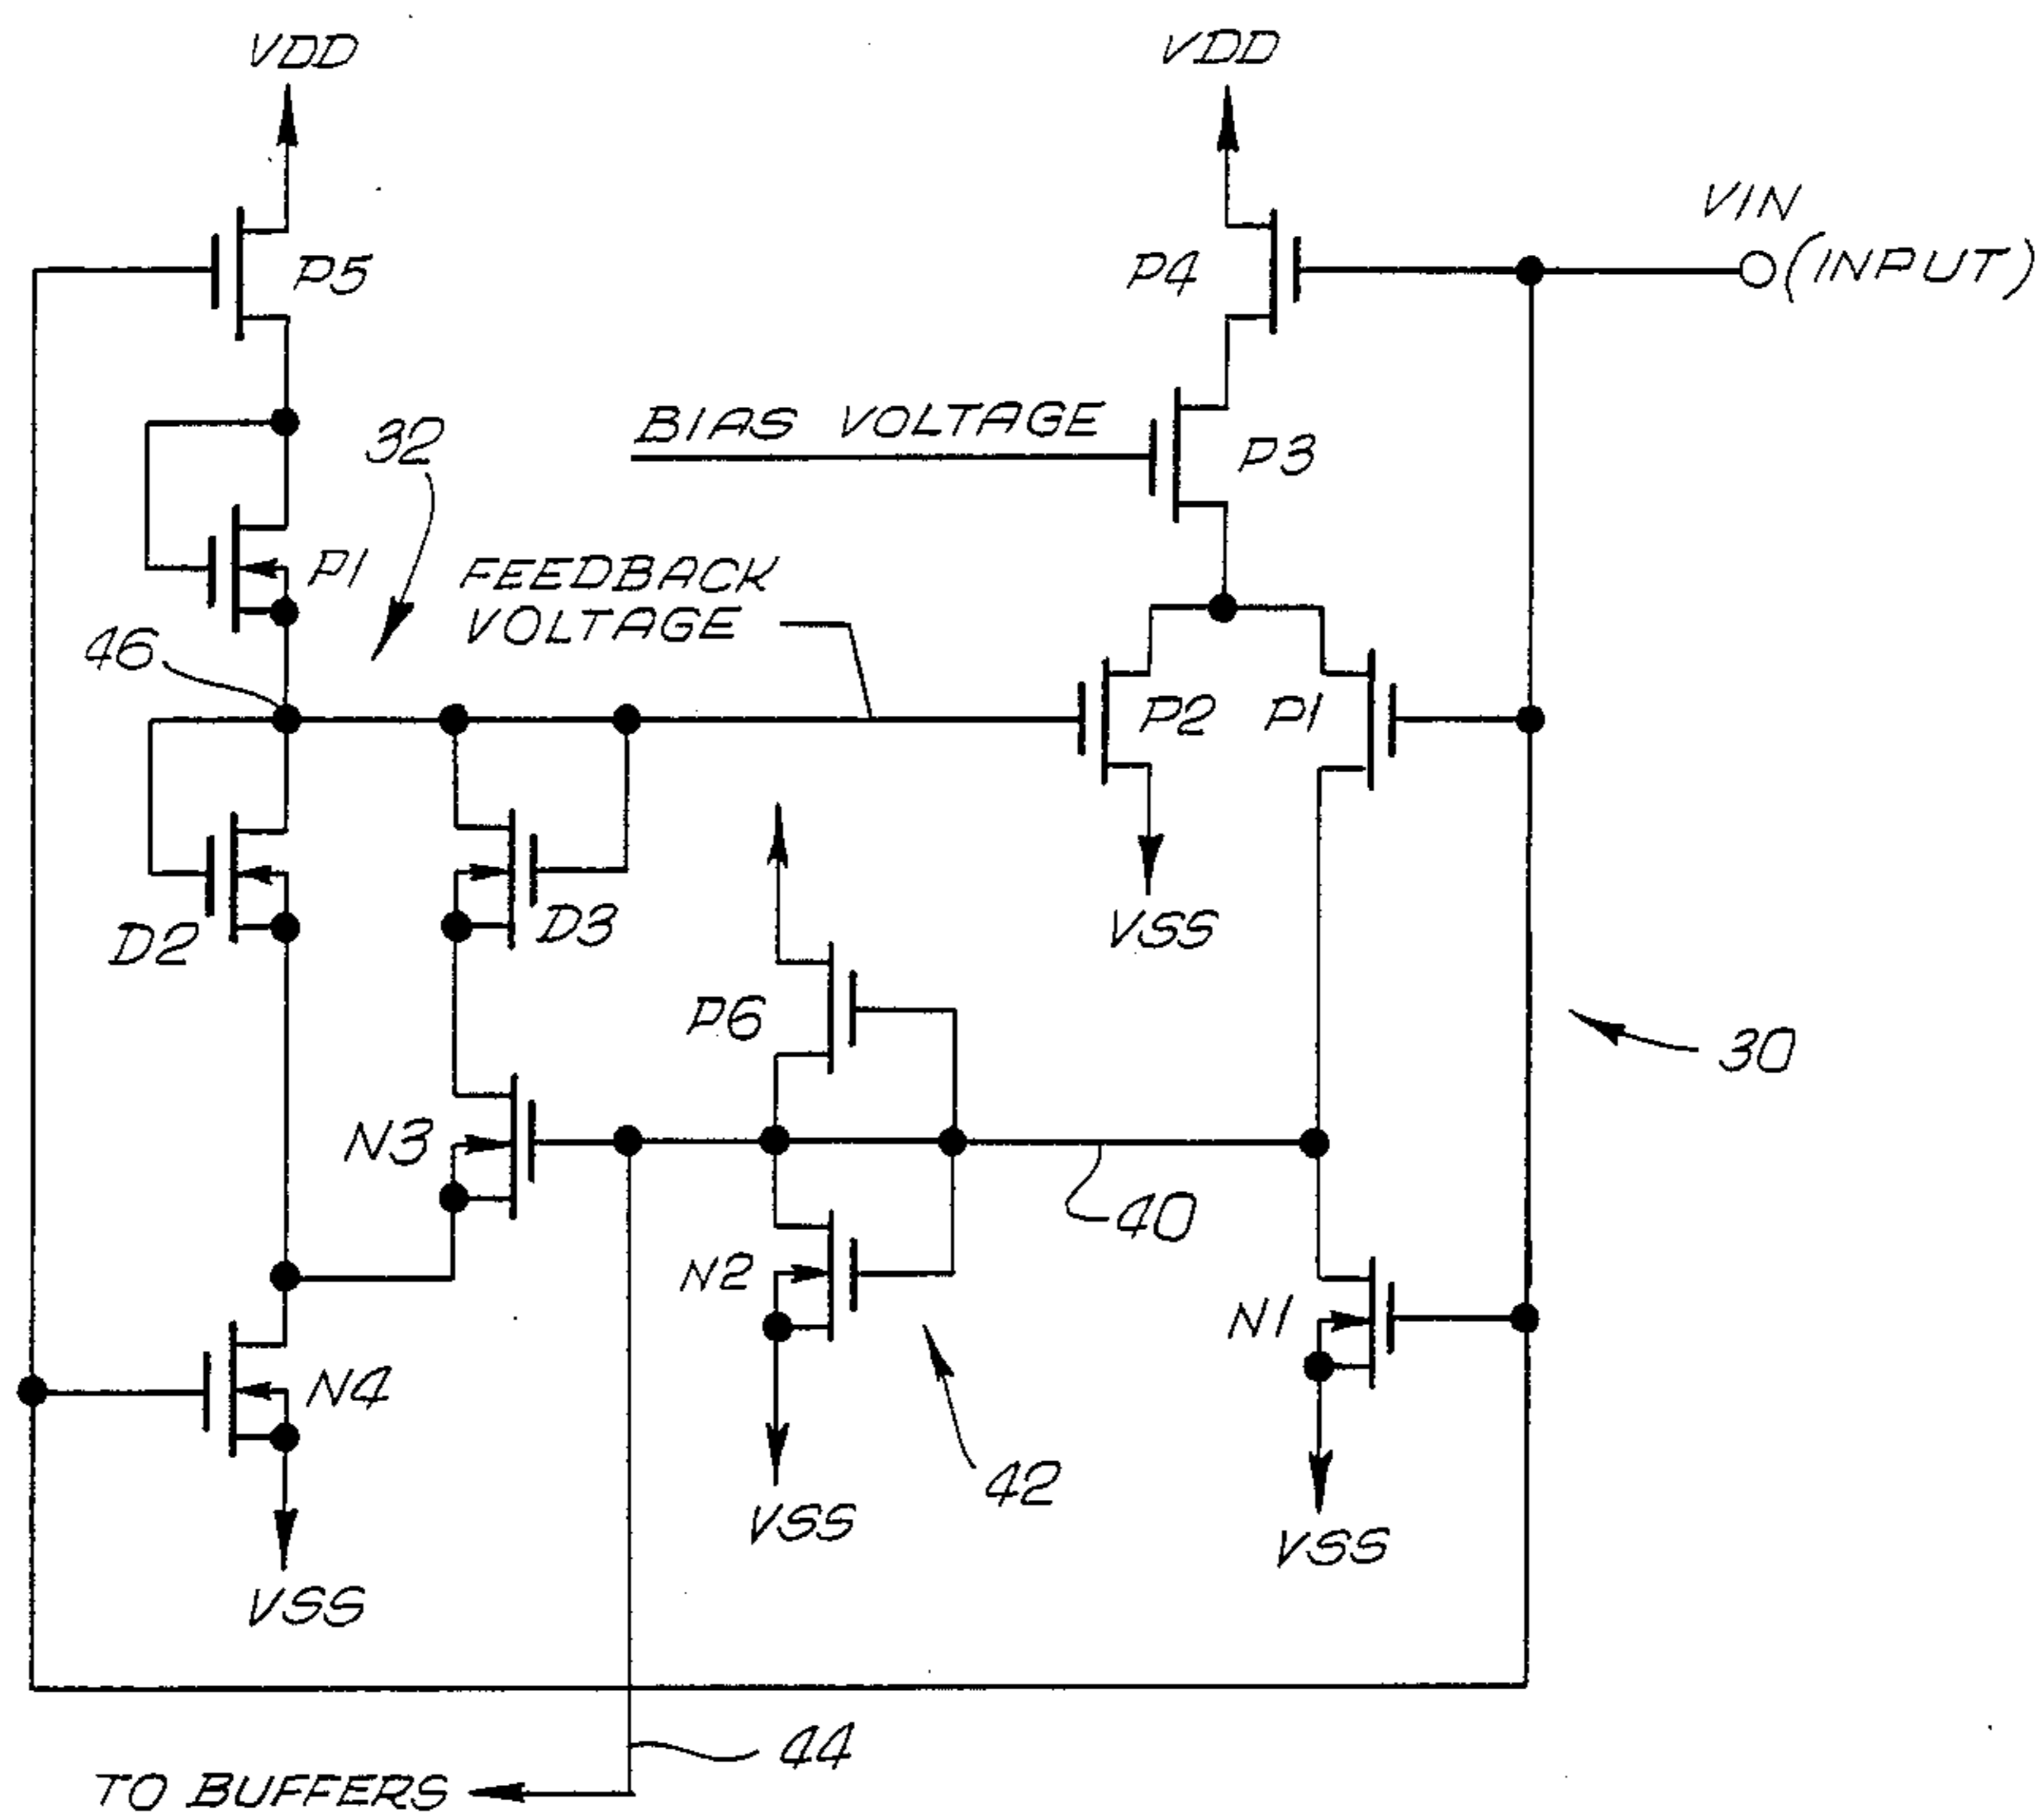 VDD
VDD
VIN
(INPUT)
P5
P4
BIAS VOLTAGE
P3
32
P1
FEEDBACK
VOLTAGE
46
P2
P1
D2
D3
VSS
P6
30
N3
40
N2
N1
N4
42
VSS
VSS
VSS
44
TO BUFFERS